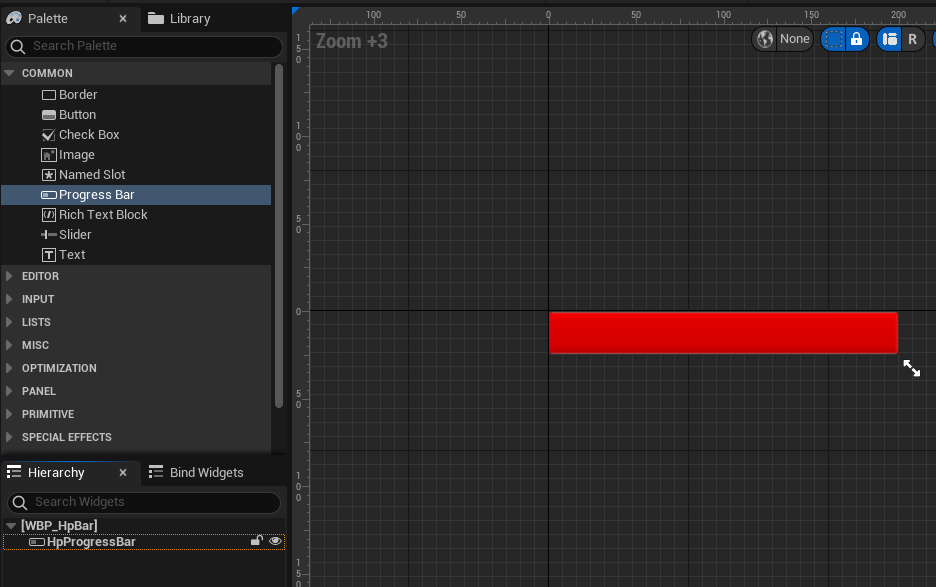 Palette
Library
Search Palette
COMMON
Border
Button
Check Box
Image
Named Slot
Progress Bar
Rich Text Block
Slider
Text
EDITOR
INPUT
LISTS
MISC
OPTIMIZATION
PANEL
PRIMITIVE
SPECIAL EFFECTS
Hierarchy
Bind Widgets
Search Widgets
[WBP_HpBar]
HpProgressBar
100 50 0 50 100 150 200
Zoom +3
None
R
150
100
50
0
50
100
150